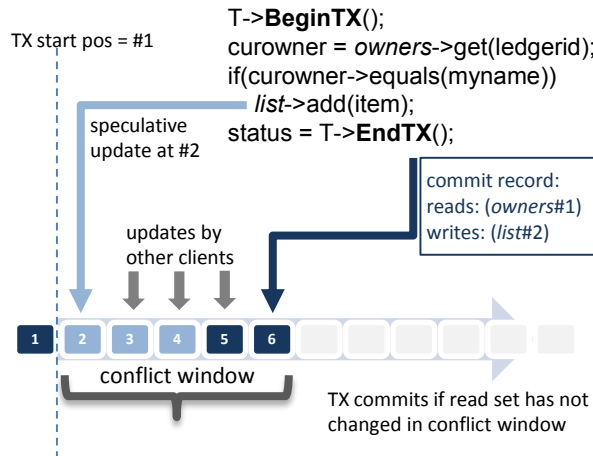 TX start pos = #1
T->BeginTX();
curowner = owners->get(ledgerid);
if(curowner->equals(myname))
list->add(item);
status = T->EndTX();
speculative
update at #2
commit record:
reads: (owners#1)
writes: (list#2)
updates by
other clients
1 2 3 4 5 6
conflict window
TX commits if read set has not
changed in conflict window